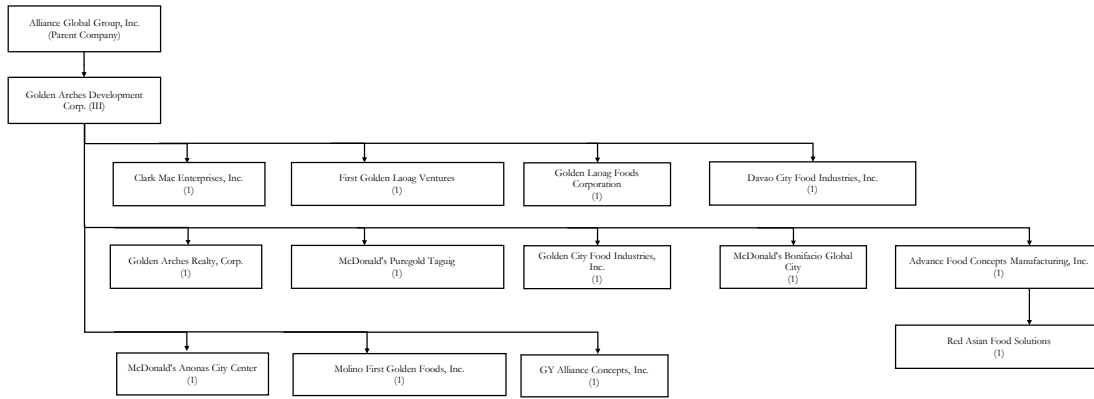 Alliance Global Group, Inc.
(Parent Company)
Golden Arches Development
Corp. (III)
Clark Mac Enterprises, Inc.
(1)
First Golden Laoag Ventures
(1)
Golden Laoag Foods
Corporation
(1)
Davao City Food Industries, Inc.
(1)
Golden Arches Realty, Corp.
(1)
McDonald's Puregold Taguig
(1)
Golden City Food Industries,
Inc.
(1)
McDonald's Bonifacio Global
City
(1)
Advance Food Concepts Manufacturing, Inc.
(1)
Red Asian Food Solutions
(1)
McDonald's Anonas City Center
(1)
Molino First Golden Foods, Inc.
(1)
GY Alliance Concepts, Inc.
(1)